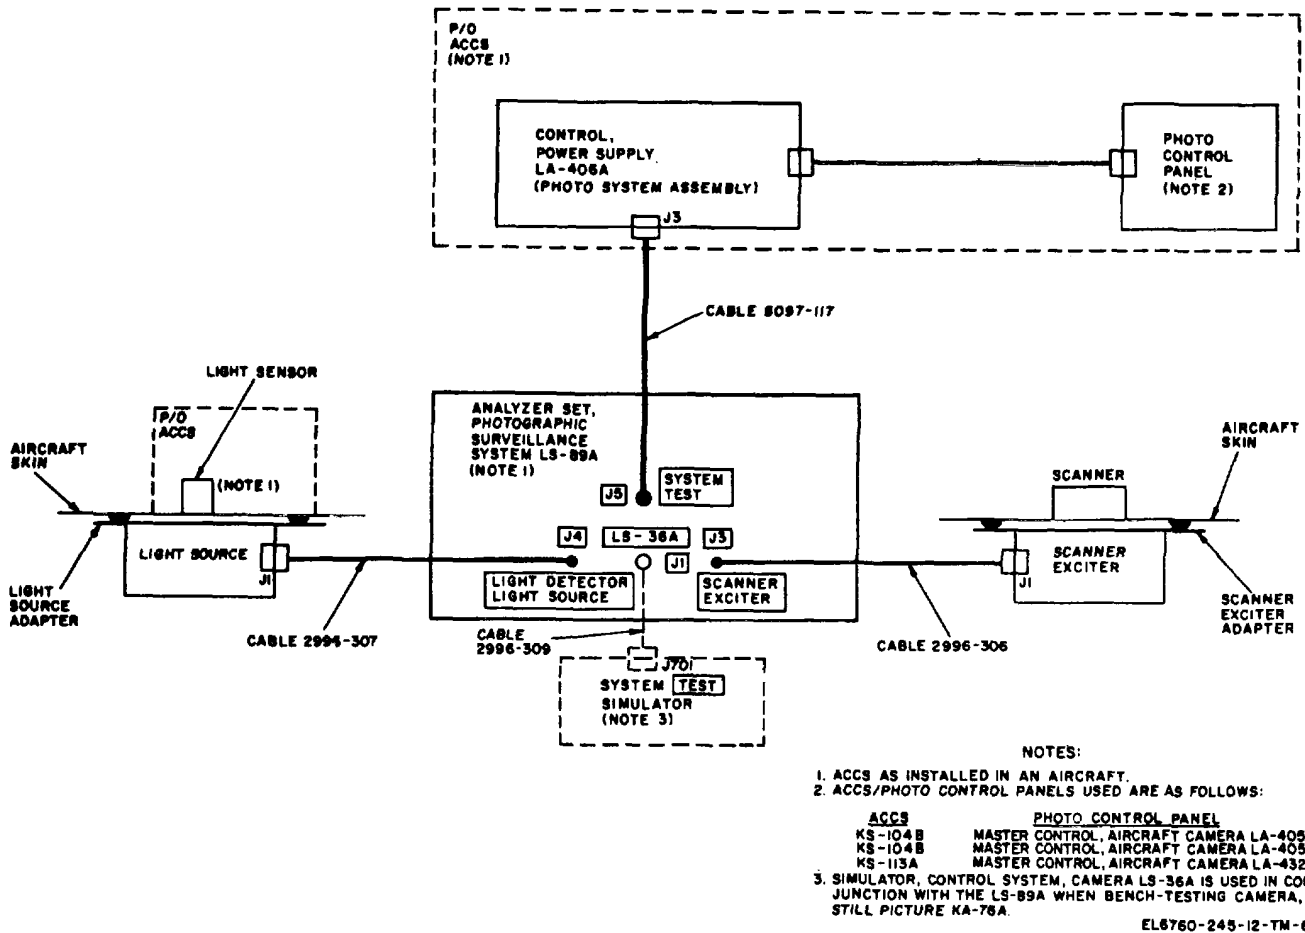 P/O
ACCS
(NOTE 1)
CONTROL,
POWER SUPPLY
LA-406A
(PHOTO SYSTEM ASSEMBLY)
J3
PHOTO
CONTROL
PANEL
(NOTE 2)
CABLE 5097-117
LIGHT SENSOR
P/O
ACCS
(NOTE 1)
AIRCRAFT
SKIN
LIGHT SOURCE
J1
LIGHT
SOURCE
ADAPTER
CABLE 2996-307
ANALYZER SET,
PHOTOGRAPHIC
SURVEILLANCE
SYSTEM LS-89A
(NOTE 1)
J5
SYSTEM
TEST
J4
LS-36A
J3
J1
LIGHT DETECTOR
LIGHT SOURCE
SCANNER
EXCITER
CABLE
2996-309
J701
SYSTEM TEST
SIMULATOR
(NOTE 3)
AIRCRAFT
SKIN
SCANNER
SCANNER
EXCITER
J1
SCANNER
EXCITER
ADAPTER
CABLE 2996-306
NOTES:
1. ACCS AS INSTALLED IN AN AIRCRAFT.
2. ACCS/PHOTO CONTROL PANELS USED ARE AS FOLLOWS:
ACCS PHOTO CONTROL PANEL
KS-104B MASTER CONTROL, AIRCRAFT CAMERA LA-405
KS-104B MASTER CONTROL, AIRCRAFT CAMERA LA-405
KS-113A MASTER CONTROL, AIRCRAFT CAMERA LA-432
3. SIMULATOR, CONTROL SYSTEM, CAMERA LS-36A IS USED IN CO
JUNCTION WITH THE LS-89A WHEN BENCH-TESTING CAMERA,
STILL PICTURE KA-76A.
EL6760-245-12-TM-